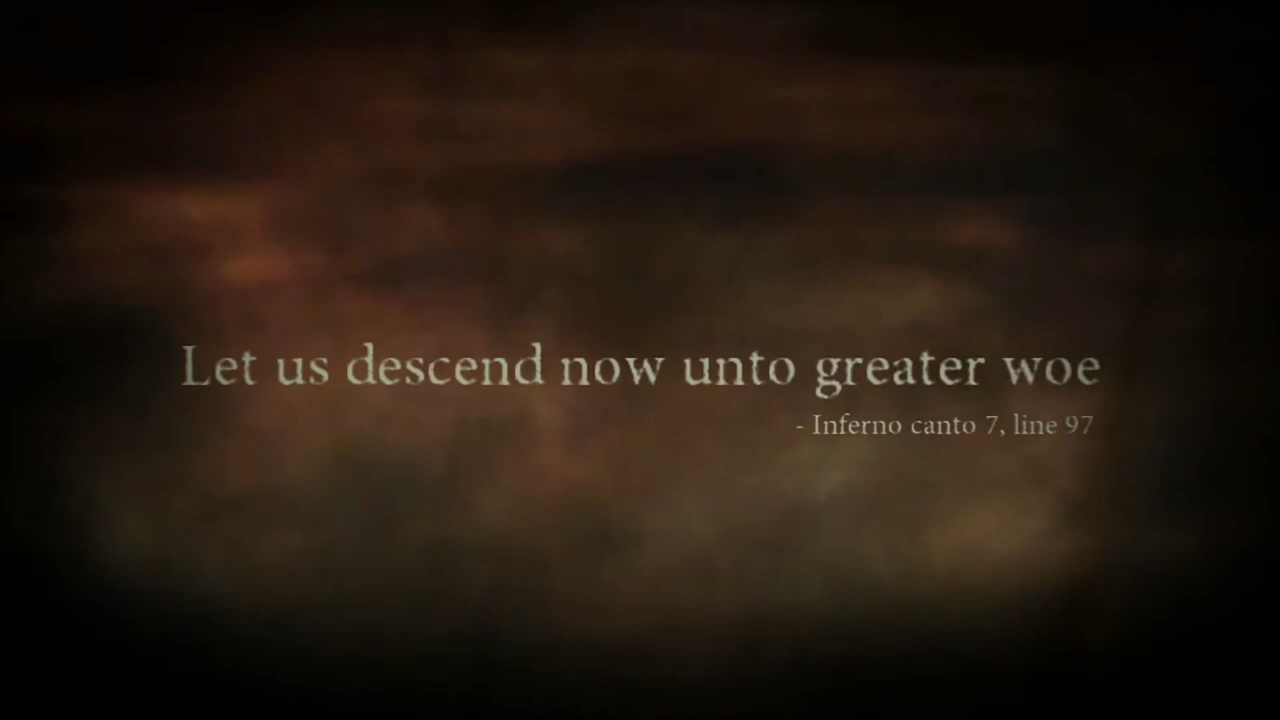 Let us descend now unto greater woe
- Inferno canto 7, line 97